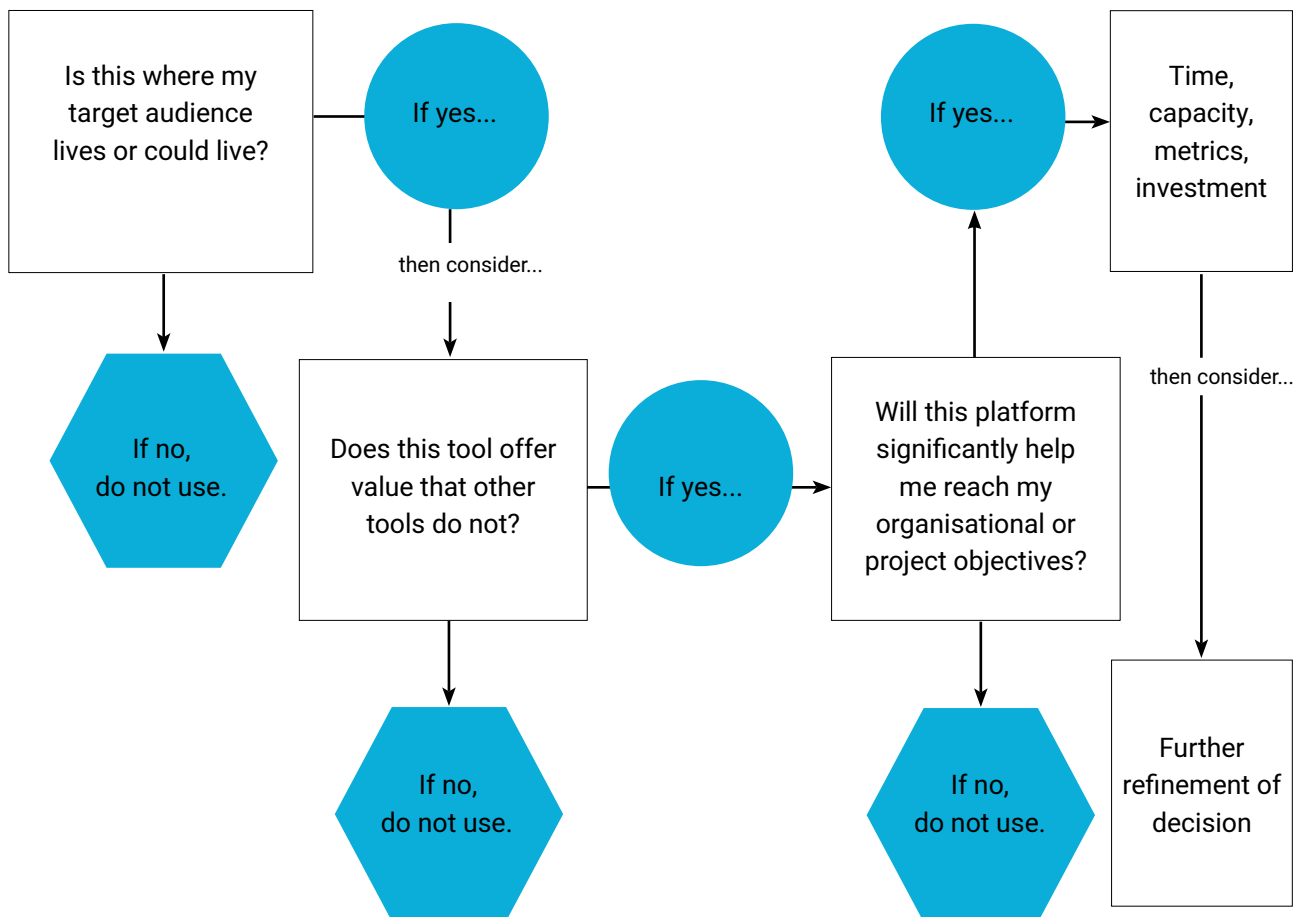 Is this where my
target audience
lives or could live?
If yes...
then consider...
If no,
do not use.
Does this tool offer
value that other
tools do not?
If yes...
If no,
do not use.
Will this platform
significantly help
me reach my
organisational or
project objectives?
If no,
do not use.
If yes...
Time,
capacity,
metrics,
investment
then consider...
Further
refinement of
decision